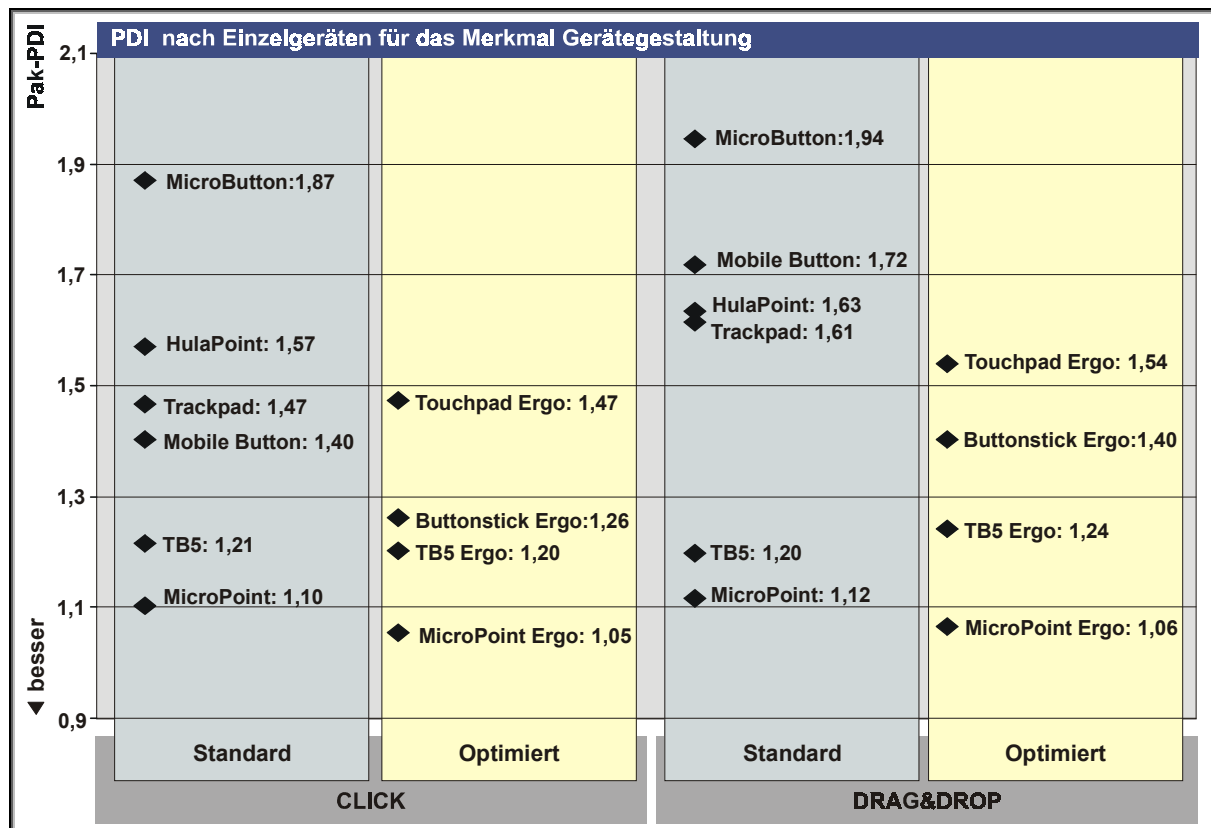 PDI nach Einzelgeräten für das Merkmal Gerätegestaltung
Pak-PDI
besser
2,1
1,9
1,7
1,5
1,3
1,1
0,9
MicroButton:1,87
HulaPoint: 1,57
Trackpad: 1,47
Mobile Button: 1,40
TB5: 1,21
MicroPoint: 1,10
Touchpad Ergo: 1,47
Buttonstick Ergo:1,26
TB5 Ergo: 1,20
MicroPoint Ergo: 1,05
MicroButton:1,94
Mobile Button: 1,72
HulaPoint: 1,63
Trackpad: 1,61
TB5: 1,20
MicroPoint: 1,12
Touchpad Ergo: 1,54
Buttonstick Ergo:1,40
TB5 Ergo: 1,24
MicroPoint Ergo: 1,06
Standard
Optimiert
Standard
Optimiert
CLICK
DRAG&DROP